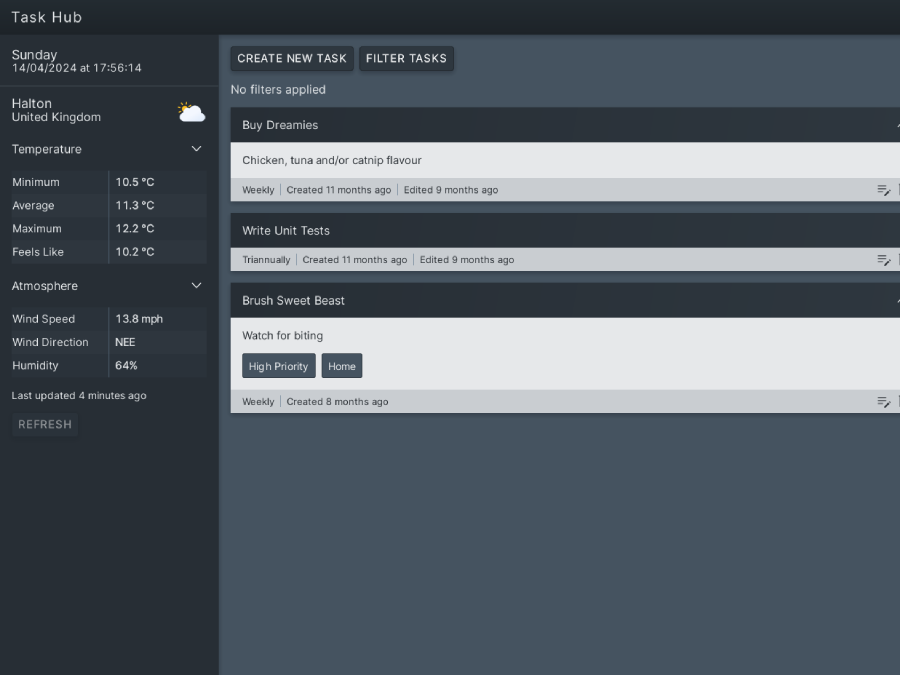 Task Hub
Sunday
14/04/2024 at 17:56:14
Halton
United Kingdom
Temperature
Minimum 10.5 °C
Average 11.3 °C
Maximum 12.2 °C
Feels Like 10.2 °C
Atmosphere
Wind Speed 13.8 mph
Wind Direction NEE
Humidity 64%
Last updated 4 minutes ago
REFRESH
CREATE NEW TASK FILTER TASKS
No filters applied
Buy Dreamies
Chicken, tuna and/or catnip flavour
Weekly Created 11 months ago Edited 9 months ago
Write Unit Tests
Triannually Created 11 months ago Edited 9 months ago
Brush Sweet Beast
Watch for biting
High Priority Home
Weekly Created 8 months ago